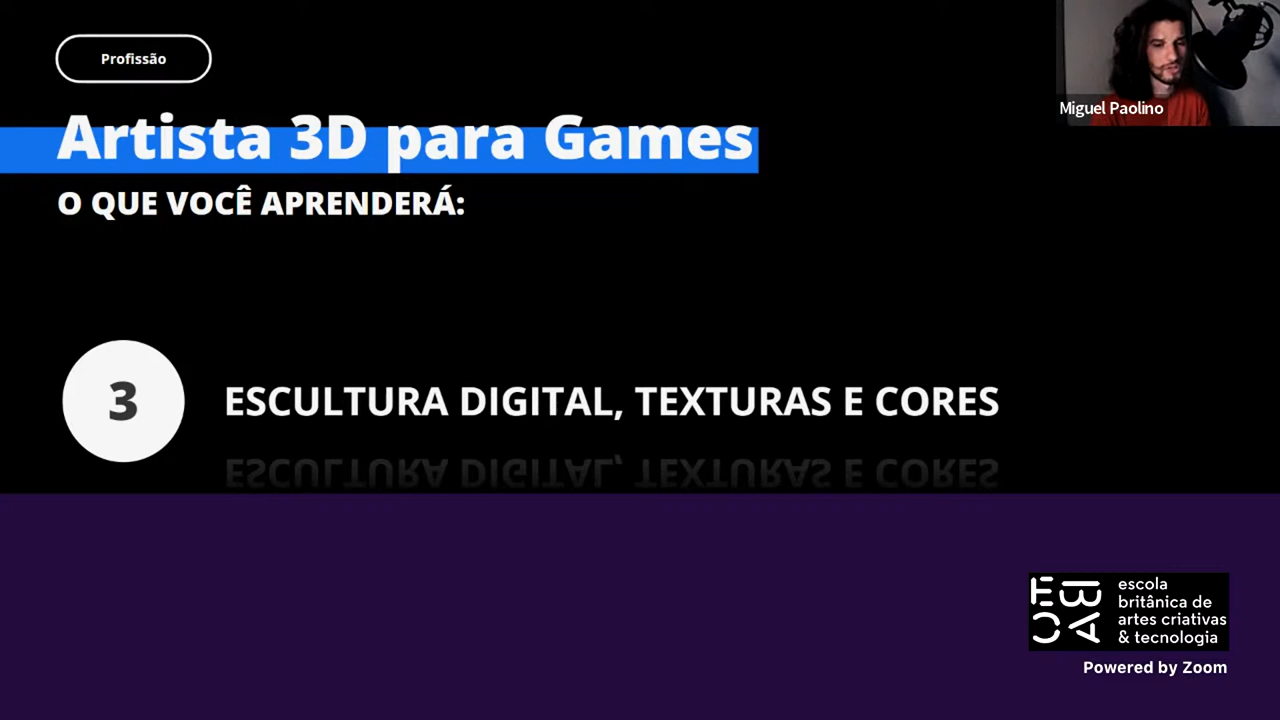 Profissão
Artista 3D para Games
O QUE VOCÊ APRENDERÁ:
Miguel Paolino
3
ESCULTURA DIGITAL, TEXTURAS E CORES
EBAC
escola
britânica de
artes criativas
& tecnologia
Powered by Zoom